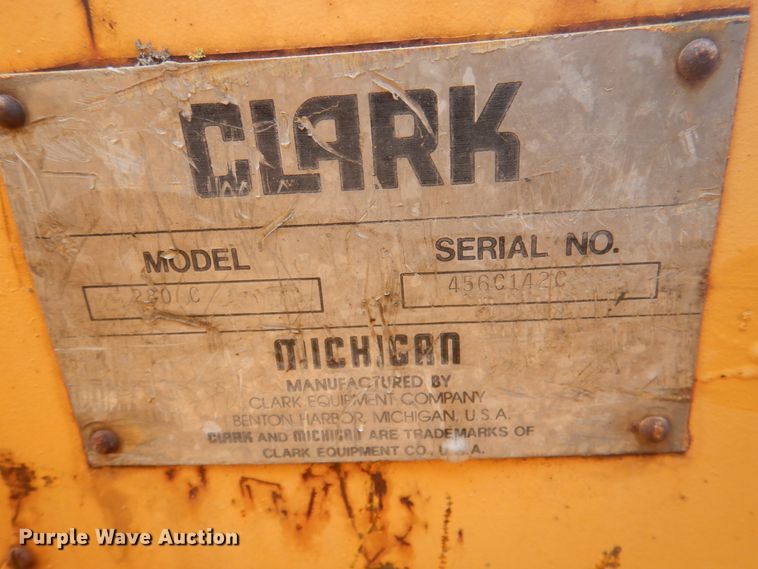 CLARK
MODEL SERIAL NO.
456C142C
MICHIGAN
MANUFACTURED BY
CLARK EQUIPMENT COMPANY
BENTON HARBOR, MICHIGAN, U.S.A.
CLARK AND MICHIGAN ARE TRADEMARKS OF
CLARK EQUIPMENT CO., U.S.A.
Purple Wave Auction